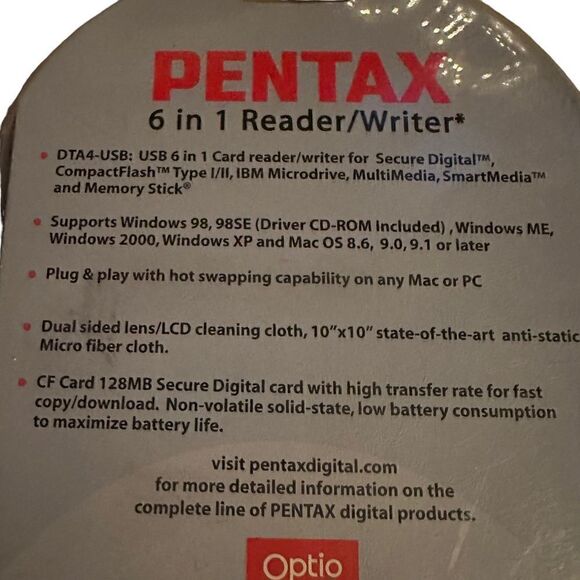 PENTAX
6 in 1 Reader/Writer*
• DTA4-USB: USB 6 in 1 Card reader/writer for Secure Digital™,
CompactFlash™ Type I/II, IBM Microdrive, MultiMedia, SmartMedia™
and Memory Stick®
• Supports Windows 98, 98SE (Driver CD-ROM Included) , Windows ME,
Windows 2000, Windows XP and Mac OS 8.6, 9.0, 9.1 or later
• Plug & play with hot swapping capability on any Mac or PC
• Dual sided lens/LCD cleaning cloth, 10”x10” state-of-the-art anti-static
Micro fiber cloth.
• CF Card 128MB Secure Digital card with high transfer rate for fast
copy/download. Non-volatile solid-state, low battery consumption
to maximize battery life.
visit pentaxdigital.com
for more detailed information on the
complete line of PENTAX digital products.
Optio